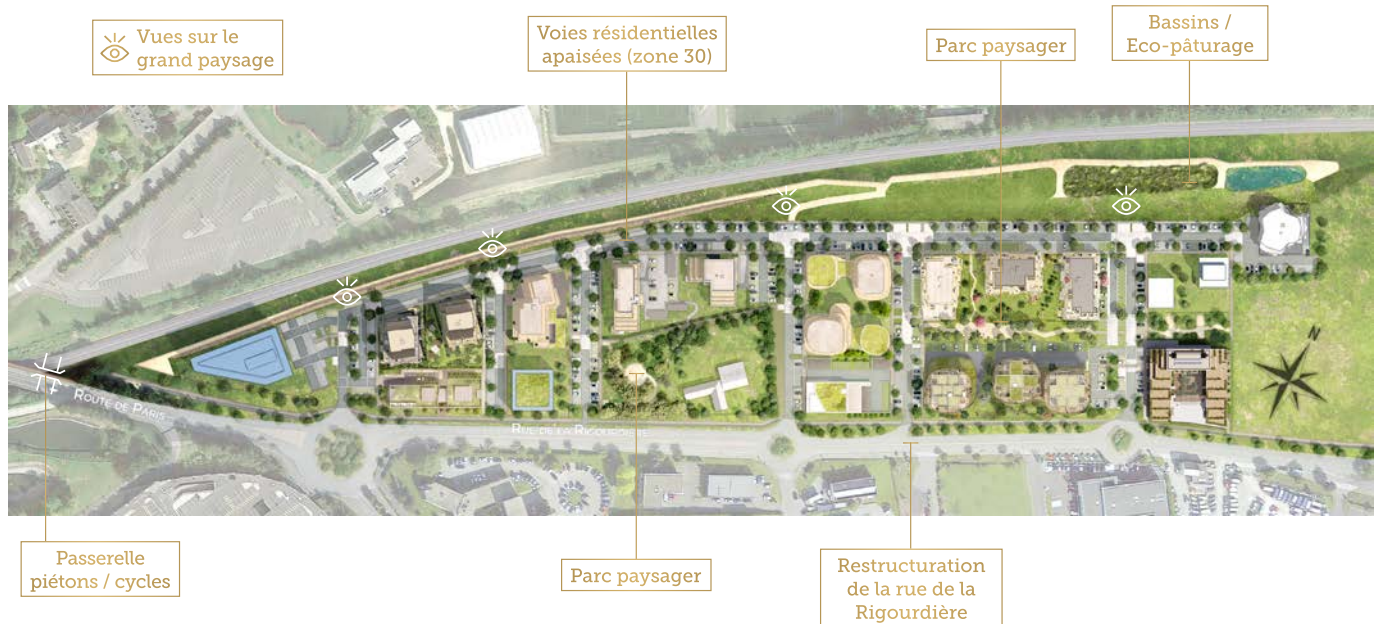 Vues sur le
grand paysage
Voies résidentielles
apaisées (zone 30)
Parc paysager
Bassins /
Eco-pâturage
N
Route de Paris
Rue de la Rigourdière
Passerelle
piétons / cycles
Parc paysager
Restructuration
de la rue de la
Rigourdière